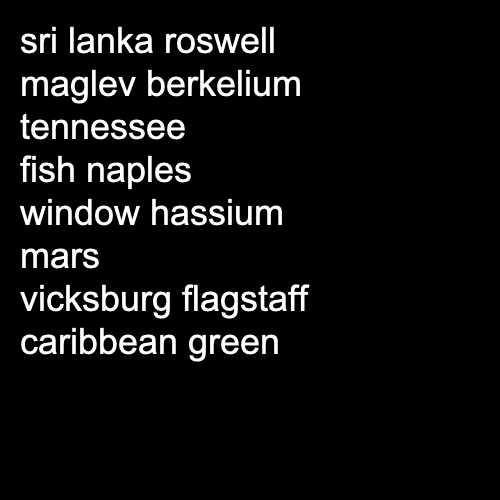 sri lanka roswell
maglev berkelium
tennessee
fish naples
window hassium
mars
vicksburg flagstaff
caribbean green